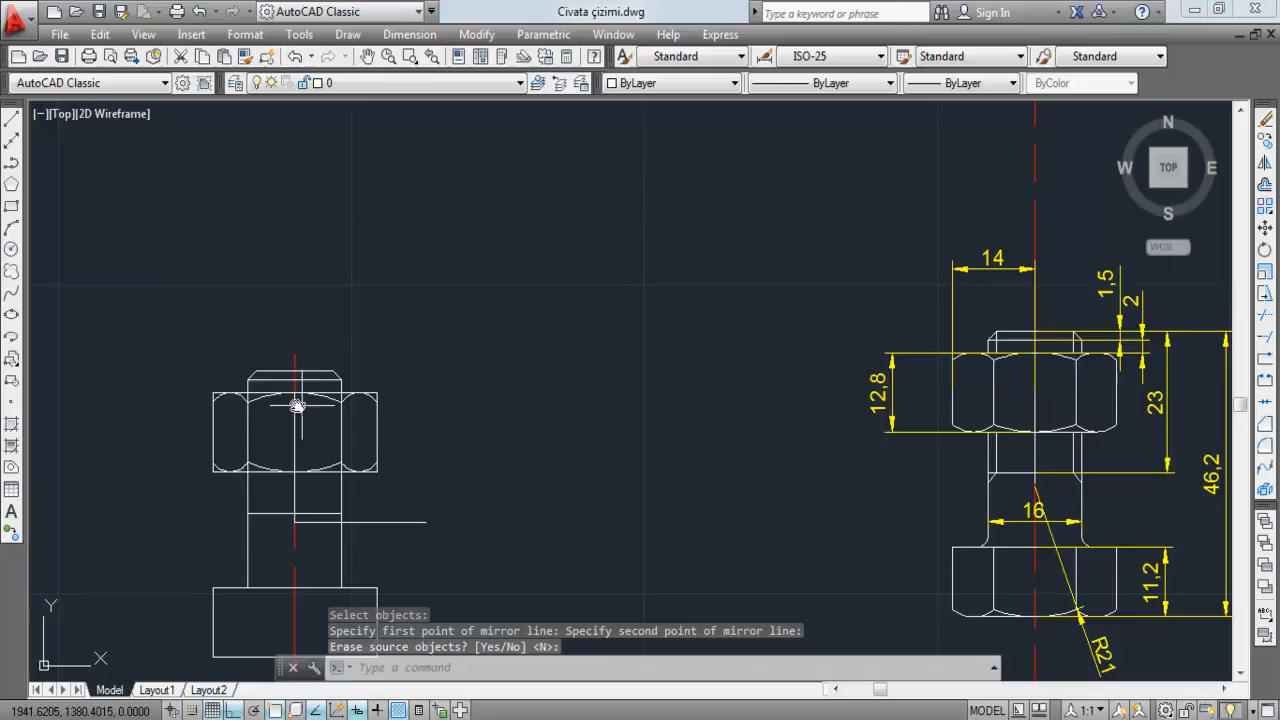 AutoCAD Classic
Civata çizimi.dwg
Type a keyword or phrase
Sign In
File Edit View Insert Format Tools Draw Dimension Modify Parametric Window Help Express
Standard
ISO-25
Standard
Standard
AutoCAD Classic
0
ByLayer
ByLayer
ByLayer
ByColor
[−][Top][2D Wireframe]
N
W
TOP
E
S
WCS
14
1,5
2
12,8
23
46,2
16
11,2
R21
Y
X
Select objects:
Specify first point of mirror line: Specify second point of mirror line:
Erase source objects? [Yes/No] <N>:
Type a command
Model
Layout1
Layout2
1941.6205, 1380.4015, 0.0000
MODEL
1:1